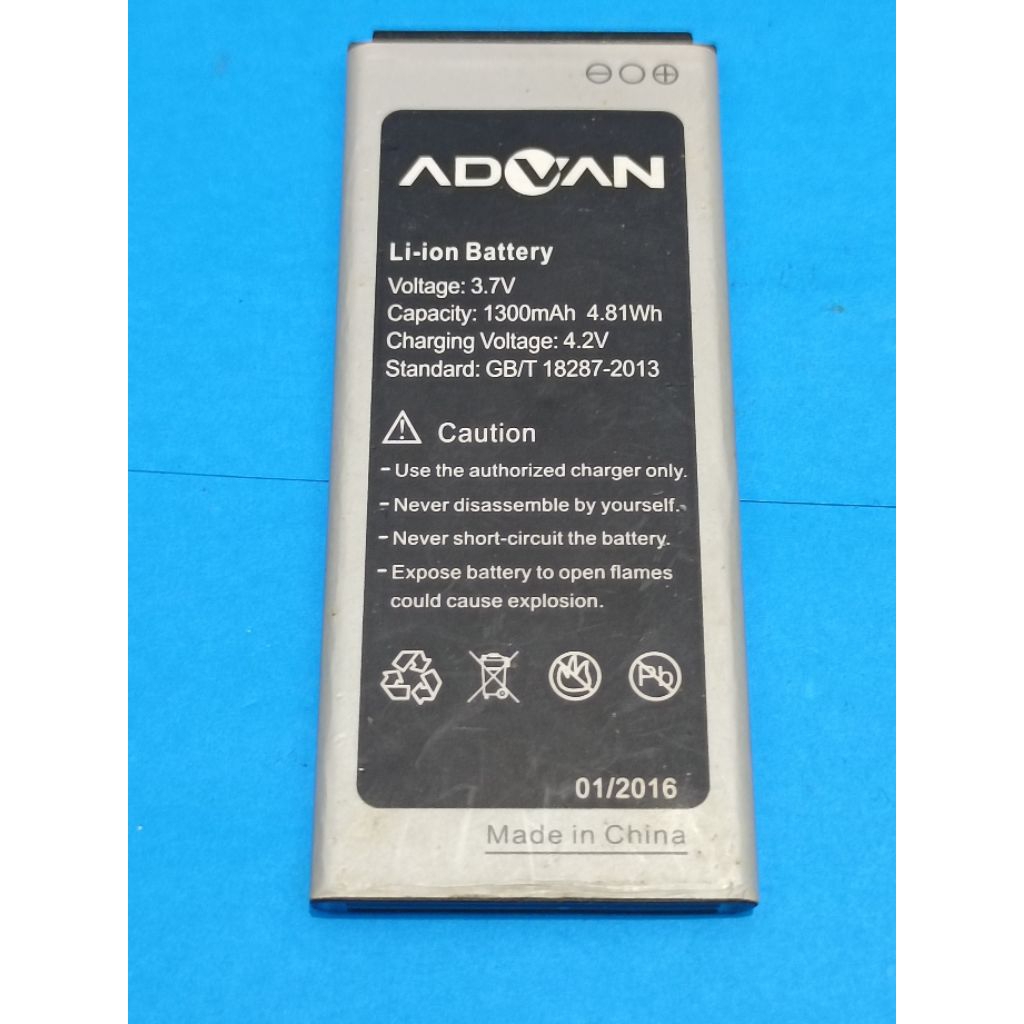 ADVAN
Li-ion Battery
Voltage: 3.7V
Capacity: 1300mAh 4.81Wh
Charging Voltage: 4.2V
Standard: GB/T 18287-2013
Caution
- Use the authorized charger only.
- Never disassemble by yourself.
- Never short-circuit the battery.
- Expose battery to open flames
could cause explosion.
Pb
01/2016
Made in China